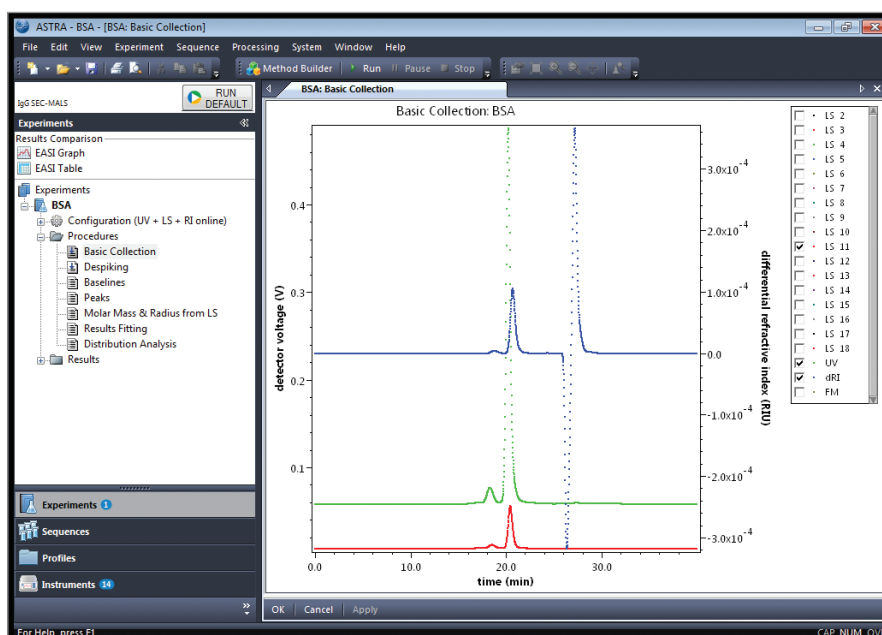 ASTRA - BSA - [BSA: Basic Collection]
File Edit View Experiment Sequence Processing System Window Help
Method Builder Run Pause Stop
IgG SEC-MALS
RUN
DEFAULT
Experiments
Results Comparison
EASI Graph
EASI Table
Experiments
BSA
Configuration (UV + LS + RI online)
Procedures
Basic Collection
Despiking
Baselines
Peaks
Molar Mass & Radius from LS
Results Fitting
Distribution Analysis
Results
Experiments 1
Sequences
Profiles
Instruments 14
BSA: Basic Collection
Basic Collection: BSA
detector voltage (V)
0.4
0.3
0.2
0.1
0.0 10.0 20.0 30.0
time (min)
3.0x10⁻⁴
2.0x10⁻⁴
1.0x10⁻⁴
0.0
-1.0x10⁻⁴
-2.0x10⁻⁴
-3.0x10⁻⁴
differential refractive index (RIU)
LS 2
LS 3
LS 4
LS 5
LS 6
LS 7
LS 8
LS 9
LS 10
LS 11
LS 12
LS 13
LS 14
LS 15
LS 16
LS 17
LS 18
UV
dRI
FM
OK Cancel Apply
For Help, press F1
CAP NUM OV